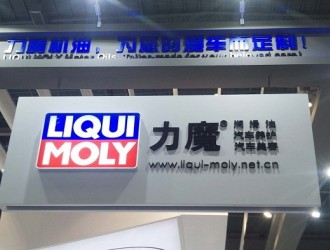 力魔机油，为您的爱车而定制！
LIQUI
MOLY
力魔®
润滑油
汽车养护
汽车美容
www.liqui-moly.net.cn